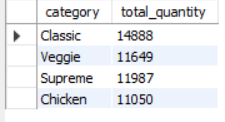 category total_quantity
Classic 14888
Veggie 11649
Supreme 11987
Chicken 11050